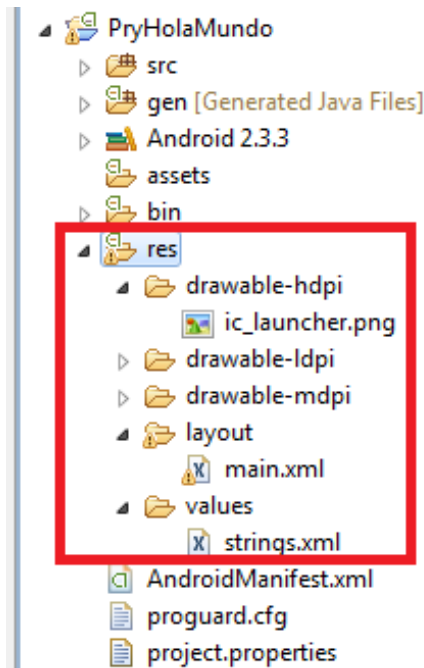 PryHolaMundo
src
gen [Generated Java Files]
Android 2.3.3
assets
bin
res
drawable-hdpi
ic_launcher.png
drawable-ldpi
drawable-mdpi
layout
main.xml
values
strings.xml
AndroidManifest.xml
proguard.cfg
project.properties